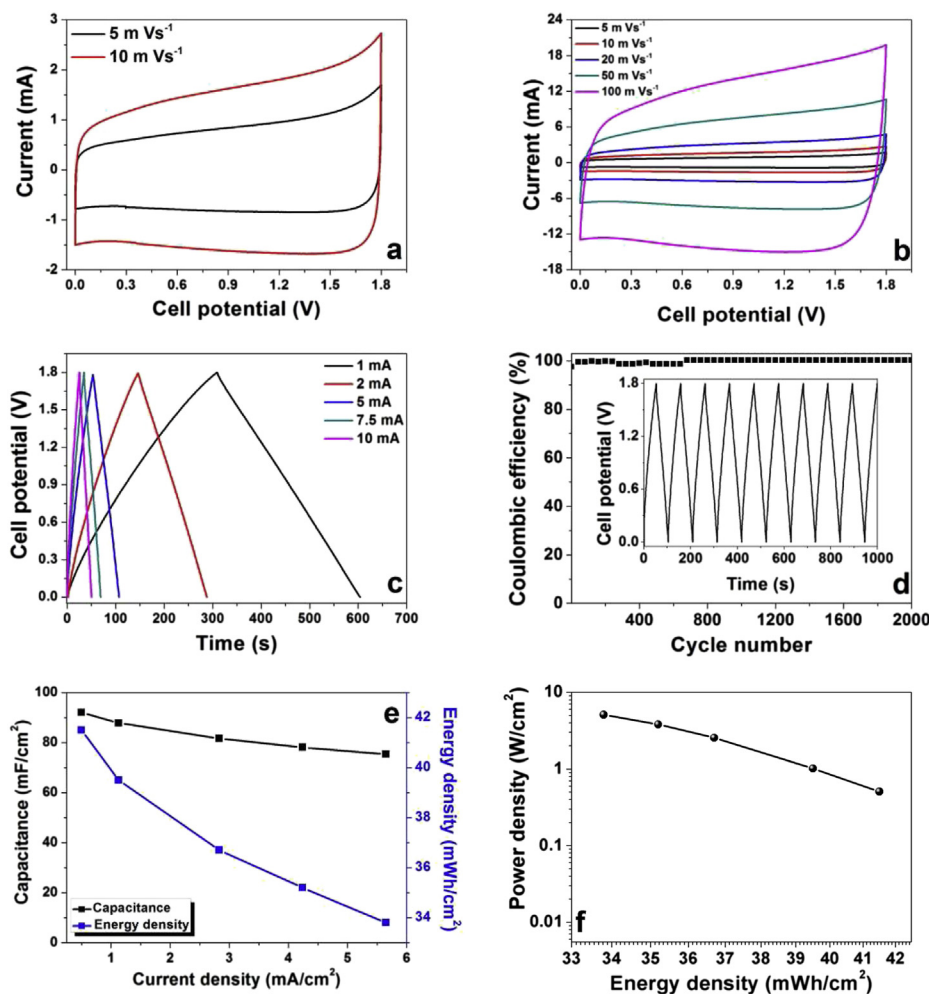 5 m Vs⁻¹
10 m Vs⁻¹
3
2
1
0
-1
-2
Current (mA)
0.0 0.3 0.6 0.9 1.2 1.5 1.8
Cell potential (V)
a
5 m Vs⁻¹
10 m Vs⁻¹
20 m Vs⁻¹
50 m Vs⁻¹
100 m Vs⁻¹
24
18
12
6
0
-6
-12
-18
Current (mA)
0.0 0.3 0.6 0.9 1.2 1.5 1.8
Cell potential (V)
b
1 mA
2 mA
5 mA
7.5 mA
10 mA
1.8
1.5
1.2
0.9
0.6
0.3
0.0
Cell potential (V)
0 100 200 300 400 500 600 700
Time (s)
c
100
80
60
40
20
0
Coulombic efficiency (%)
400 800 1200 1600 2000
Cycle number
1.8
1.2
0.6
0.0
Cell potential (V)
0 200 400 600 800 1000
Time (s)
d
100
80
60
40
20
0
Capacitance (mF/cm²)
42
40
38
36
34
Energy density (mWh/cm²)
Capacitance
Energy density
1 2 3 4 5 6
Current density (mA/cm²)
e
10
1
0.1
0.01
Power density (W/cm²)
33 34 35 36 37 38 39 40 41 42
Energy density (mWh/cm²)
f